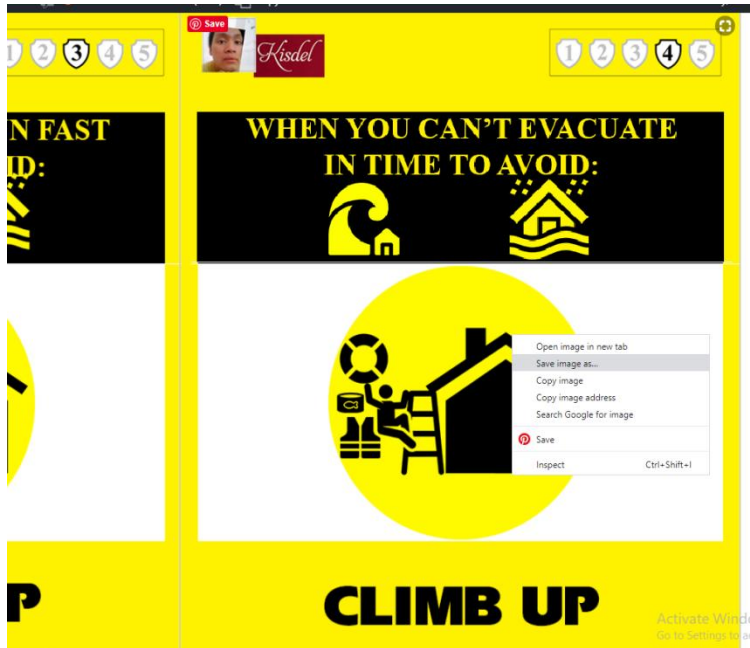 Save
Kisdel
1 2 3 4 5
1 2 3 4 5
N FAST
D:
WHEN YOU CAN’T EVACUATE
IN TIME TO AVOID:
Open image in new tab
Save image as...
Copy image
Copy image address
Search Google for image
Save
Inspect Ctrl+Shift+I
P
CLIMB UP
Activate Wind
Go to Settings to a